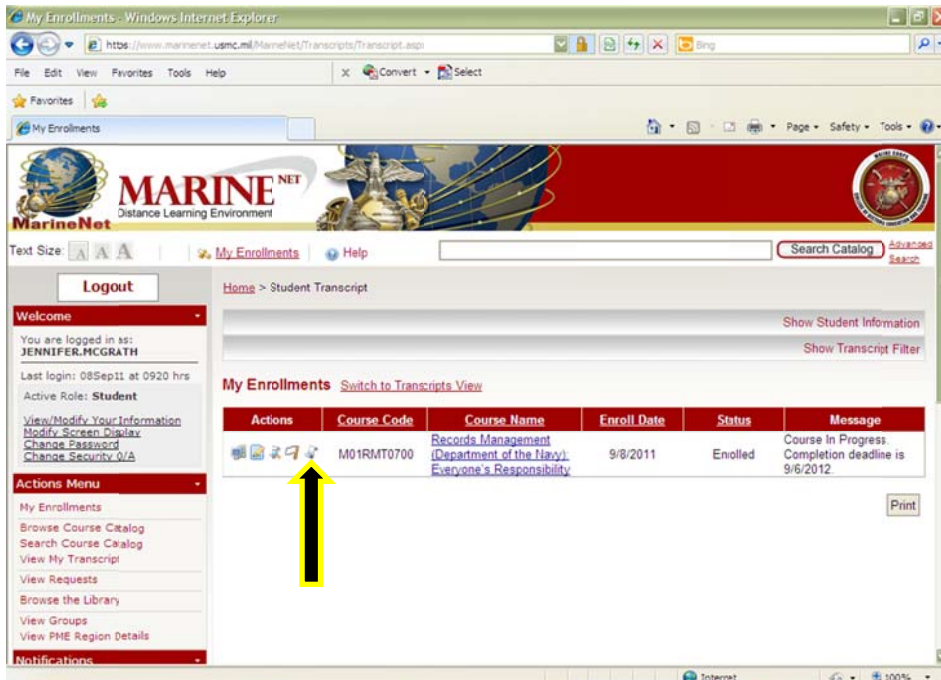 My Enrollments - Windows Internet Explorer
https://www.marinenet.usmc.mil/MarineNet/Transcripts/Transcript.aspx
Bing
File Edit View Favorites Tools Help
x Convert Select
Favorites
My Enrollments
Page Safety Tools
MARINE NET
Distance Learning Environment
MarineNet
Text Size: A A A
My Enrollments
Help
Search Catalog
Advanced Search
Logout
Home > Student Transcript
Welcome
You are logged in as:
JENNIFER.MCGRATH
Last login: 08Sep11 at 0920 hrs
Active Role: Student
View/Modify Your Information
Modify Screen Display
Change Password
Change Security Q/A
Actions Menu
My Enrollments
Browse Course Catalog
Search Course Catalog
View My Transcript
View Requests
Browse the Library
View Groups
View PME Region Details
Notifications
Show Student Information
Show Transcript Filter
My Enrollments Switch to Transcripts View
Actions Course Code Course Name Enroll Date Status Message
M01RMT0700
Records Management
(Department of the Navy):
Everyone's Responsibility
9/8/2011
Enrolled
Course In Progress.
Completion deadline is
9/6/2012.
Print
Internet
100%